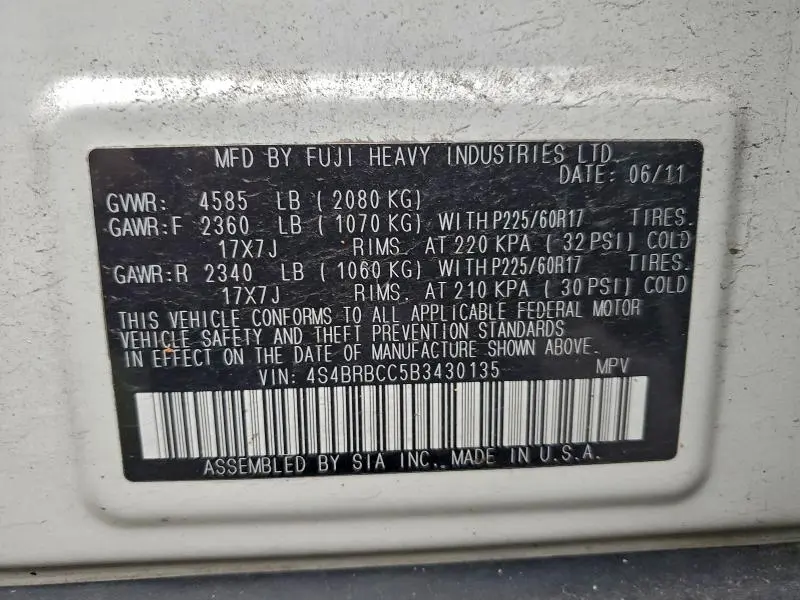 MFD BY FUJI HEAVY INDUSTRIES LTD.
DATE: 06/11
GVWR: 4585 LB ( 2080 KG)
GAWR:F 2360 LB ( 1070 KG) WITH P225/60R17 TIRES.
17X7J RIMS. AT 220 KPA ( 32 PSI) COLD
GAWR:R 2340 LB ( 1060 KG) WITH P225/60R17 TIRES.
17X7J RIMS. AT 210 KPA ( 30 PSI) COLD
THIS VEHICLE CONFORMS TO ALL APPLICABLE FEDERAL MOTOR
VEHICLE SAFETY AND THEFT PREVENTION STANDARDS
IN EFFECT ON THE DATE OF MANUFACTURE SHOWN ABOVE.
VIN: 4S4BRBCC5B3430135 MPV
ASSEMBLED BY SIA INC., MADE IN U.S.A.